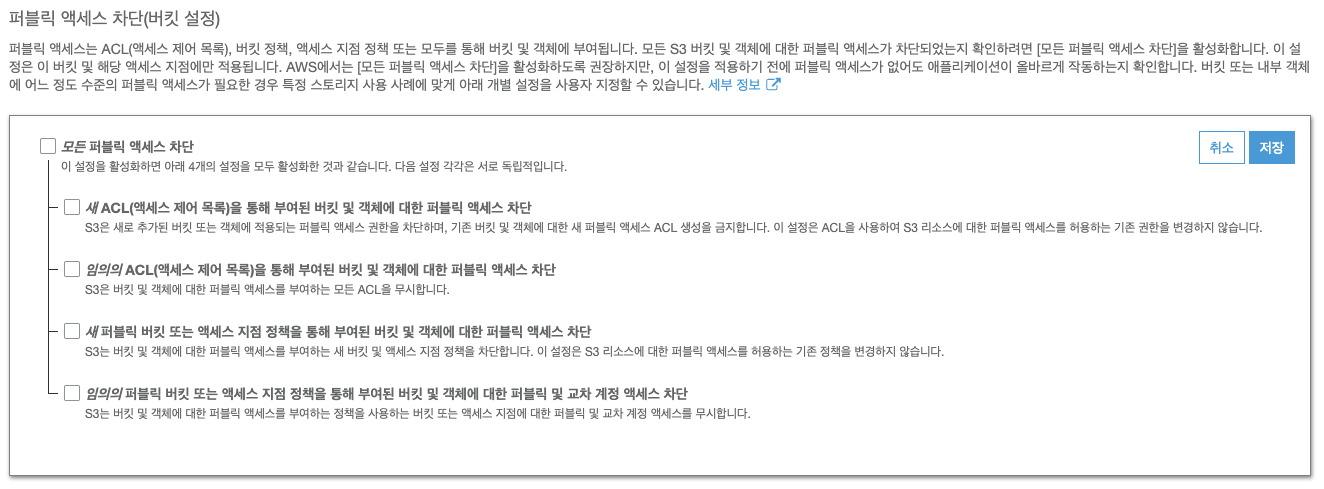 퍼블릭 액세스 차단(버킷 설정)
퍼블릭 액세스는 ACL(액세스 제어 목록), 버킷 정책, 액세스 지점 정책 또는 모두를 통해 버킷 및 객체에 부여됩니다. 모든 S3 버킷 및 객체에 대한 퍼블릭 액세스가 차단되었는지 확인하려면 [모든 퍼블릭 액세스 차단]을 활성화합니다. 이 설
정은 이 버킷 및 해당 액세스 지점에만 적용됩니다. AWS에서는 [모든 퍼블릭 액세스 차단]을 활성화하도록 권장하지만, 이 설정을 적용하기 전에 퍼블릭 액세스가 없어도 애플리케이션이 올바르게 작동하는지 확인합니다. 버킷 또는 내부 객체
에 어느 정도 수준의 퍼블릭 액세스가 필요한 경우 특정 스토리지 사용 사례에 맞게 아래 개별 설정을 사용자 지정할 수 있습니다. 세부 정보
모든 퍼블릭 액세스 차단
취소 저장
이 설정을 활성화하면 아래 4개의 설정을 모두 활성화한 것과 같습니다. 다음 설정 각각은 서로 독립적입니다.
새 ACL(액세스 제어 목록)을 통해 부여된 버킷 및 객체에 대한 퍼블릭 액세스 차단
S3은 새로 추가된 버킷 또는 객체에 적용되는 퍼블릭 액세스 권한을 차단하며, 기존 버킷 및 객체에 대한 새 퍼블릭 액세스 ACL 생성을 금지합니다. 이 설정은 ACL을 사용하여 S3 리소스에 대한 퍼블릭 액세스를 허용하는 기존 권한을 변경하지 않습니다.
임의의 ACL(액세스 제어 목록)을 통해 부여된 버킷 및 객체에 대한 퍼블릭 액세스 차단
S3은 버킷 및 객체에 대한 퍼블릭 액세스를 부여하는 모든 ACL을 무시합니다.
새 퍼블릭 버킷 또는 액세스 지점 정책을 통해 부여된 버킷 및 객체에 대한 퍼블릭 액세스 차단
S3는 버킷 및 객체에 대한 퍼블릭 액세스를 부여하는 새 버킷 및 액세스 지점 정책을 차단합니다. 이 설정은 S3 리소스에 대한 퍼블릭 액세스를 허용하는 기존 정책을 변경하지 않습니다.
임의의 퍼블릭 버킷 또는 액세스 지점 정책을 통해 부여된 버킷 및 객체에 대한 퍼블릭 및 교차 계정 액세스 차단
S3는 버킷 및 객체에 대한 퍼블릭 액세스를 부여하는 정책을 사용하는 버킷 또는 액세스 지점에 대한 퍼블릭 및 교차 계정 액세스를 무시합니다.